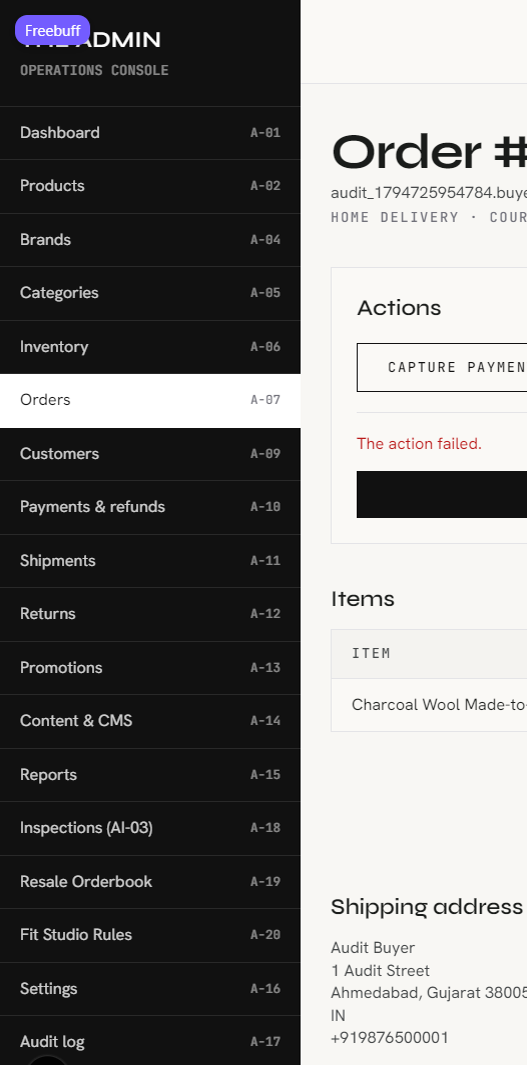 Freebuff
ADMIN
OPERATIONS CONSOLE
Dashboard A-01
Products A-02
Brands A-04
Categories A-05
Inventory A-06
Orders A-07
Customers A-09
Payments & refunds A-10
Shipments A-11
Returns A-12
Promotions A-13
Content & CMS A-14
Reports A-15
Inspections (AI-03) A-18
Resale Orderbook A-19
Fit Studio Rules A-20
Settings A-16
Audit log A-17
Order #
audit_1794725954784.buye
HOME DELIVERY · COUR
Actions
CAPTURE PAYMEN
The action failed.
Items
ITEM
Charcoal Wool Made-to-
Shipping address
Audit Buyer
1 Audit Street
Ahmedabad, Gujarat 38005
IN
+919876500001